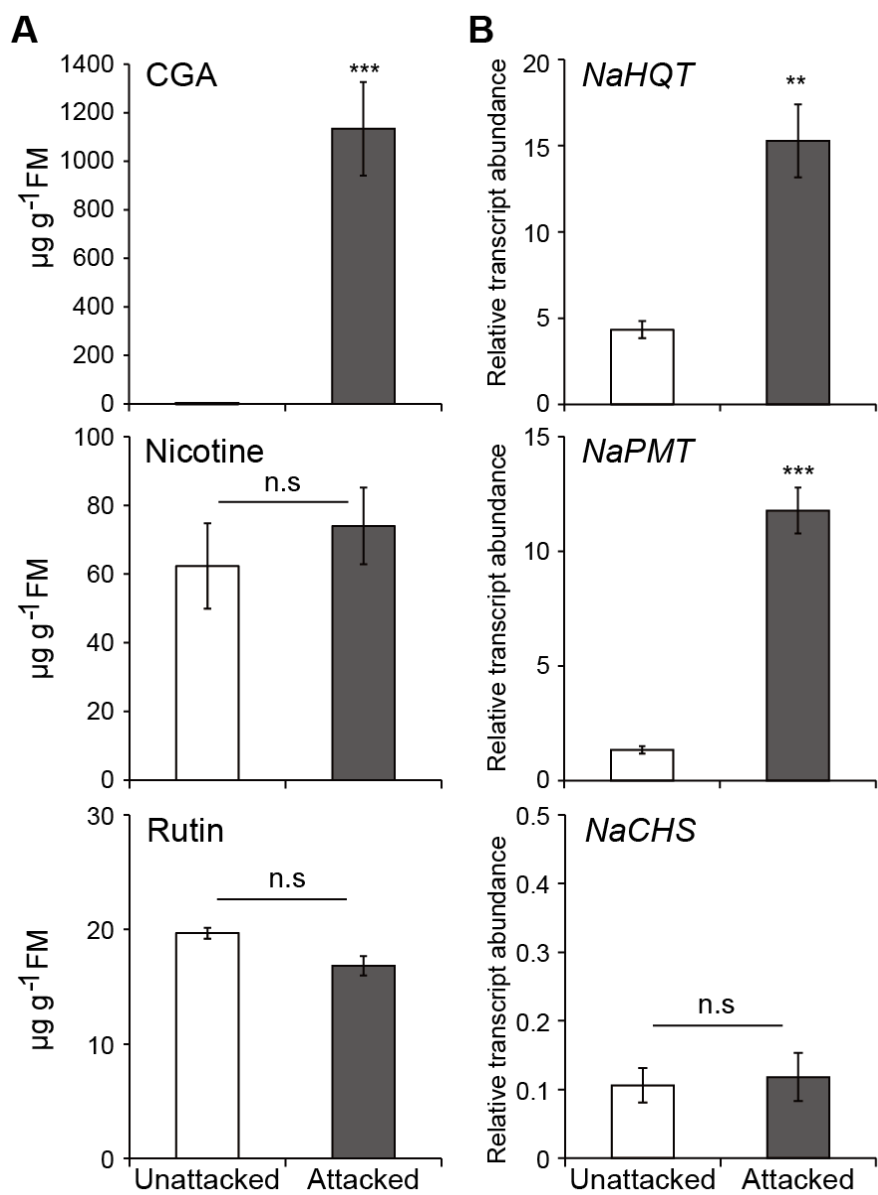 A
CGA
***
1400
1200
1000
800
600
400
200
0
µg g⁻¹FM
Nicotine
n.s
100
80
60
40
20
0
µg g⁻¹FM
Rutin
n.s
30
20
10
0
µg g⁻¹FM
Unattacked Attacked
B
NaHQT
**
20
15
10
5
0
Relative transcript abundance
NaPMT
***
15
10
5
0
Relative transcript abundance
NaCHS
n.s
0.5
0.4
0.3
0.2
0.1
0
Relative transcript abundance
Unattacked Attacked